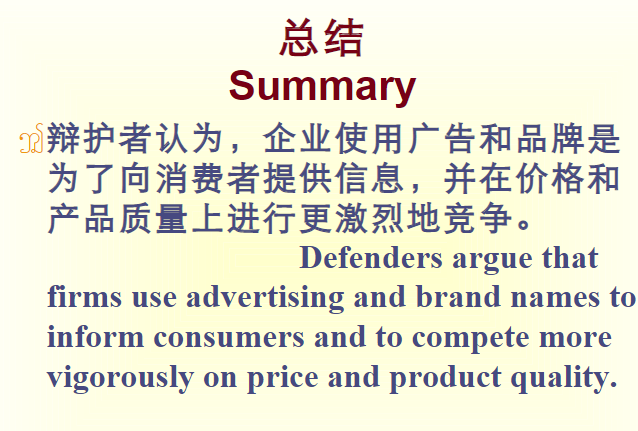 总结
Summary
辩护者认为，企业使用广告和品牌是
为了向消费者提供信息，并在价格和
产品质量上进行更激烈地竞争。
Defenders argue that
firms use advertising and brand names to
inform consumers and to compete more
vigorously on price and product quality.